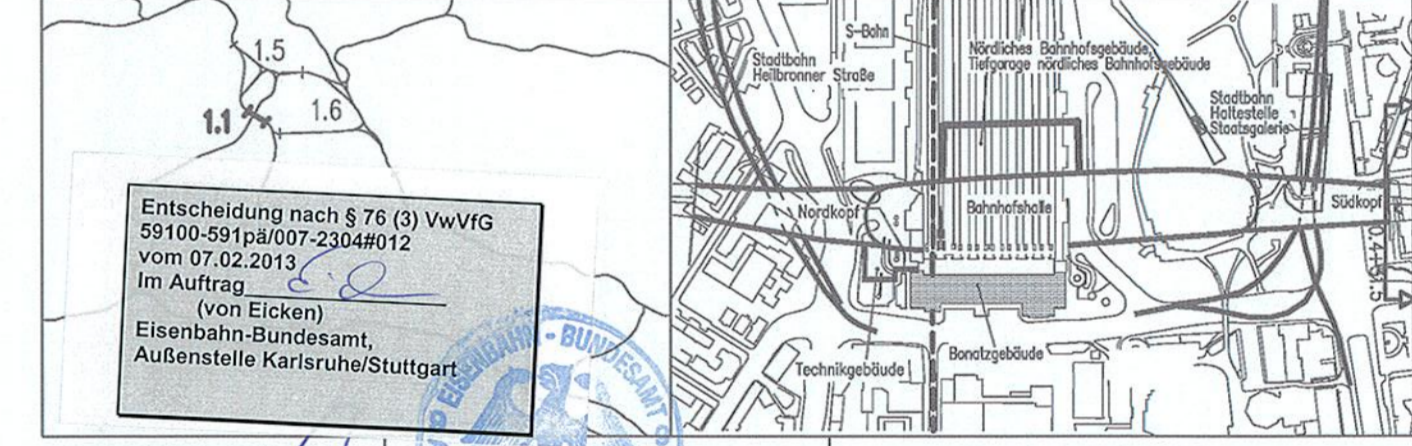 1.5
1.6
1.1
Entscheidung nach § 76 (3) VwVfG
59100-591pä/007-2304#012
vom 07.02.2013
Im Auftrag
(von Eicken)
Eisenbahn-Bundesamt,
Außenstelle Karlsruhe/Stuttgart
EISENBAHN-BUNDESAMT
S-Bahn
Stadtbahn
Heilbronner Straße
Nördliches Bahnhofsgebäude,
Tiefgarage nördliches Bahnhofsgebäude
Stadtbahn
Haltestelle
Staatsgalerie
Nordkopf
Bahnhofshalle
Südkopf
Technikgebäude
Bonatzgebäude